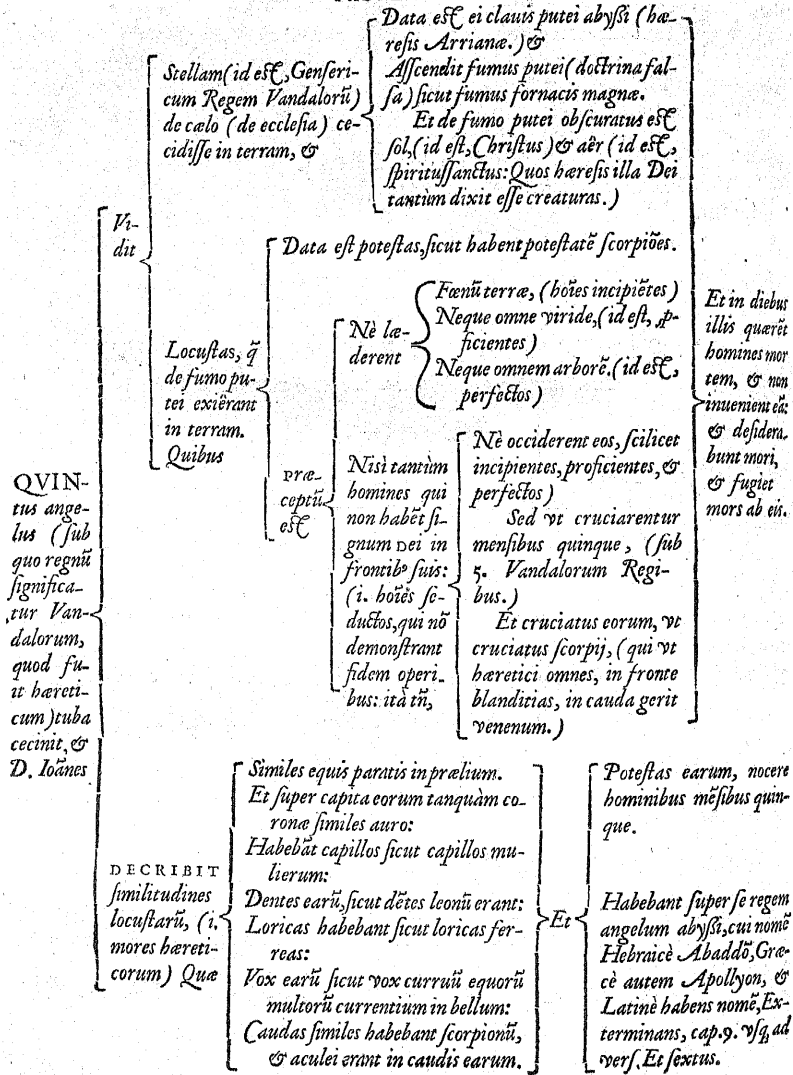 QVIN-
tus ange-
lus (sub
quo regnũ
significa-
tur Van-
dalorum,
quod fu-
it hæreti-
cum) tuba
cecinit, &
D. Ioãnes
Vi-
dit
Stellam (id est, Genseri-
cum Regem Vandalorũ)
de cælo (de ecclesia) ce-
cidisse in terram, &
Data est ei clauis putei abyssi (hæ-
resis Arrianæ.) &
Asscendit fumus putei (doctrina fal-
sa) sicut fumus fornacis magnæ.
Et de fumo putei obscuratus est
sol, (id est, Christus) & aër (id est,
spiritussanctus: Quos hæresis illa Dei
tantùm dixit esse creaturas.)
Locustas, q̃
de fumo pu-
tei exiêrant
in terram.
Quibus
Data est potestas, sicut habent potestatẽ scorpiões.
præ-
ceptũ
est
Nè læ-
derent
Fœnũ terræ, (hoĩes incipiẽtes)
Neque omne viride, (id est, ꝓ-
ficientes)
Neque omnem arborẽ. (id est,
perfectos)
Nisi tantùm
homines qui
non habẽt si-
gnum Dei in
frontibꝰ suis:
(i. hoĩes se-
ductos, qui nõ
demonstrant
fidem operi-
bus: ità tñ,
Nè occiderent eos, scilicet
incipientes, proficientes, &
perfectos)
Sed vt cruciarentur
mensibus quinque, (sub
5. Vandalorum Regi-
bus.)
Et cruciatus eorum, vt
cruciatus scorpij, (qui vt
hæretici omnes, in fronte
blanditias, in cauda gerit
venenum.)
Et in diebus
illis quærẽt
homines mor
tem, & non
inuenient eã:
& desidera-
bunt mori,
& fugiet
mors ab eis.
DECRIBIT
similitudines
locustarũ, (i.
mores hæreti-
corum) Quæ
Similes equis paratis in prælium.
Et super capita eorum tanquàm co-
ronæ similes auro:
Habebãt capillos sicut capillos mu-
lierum:
Dentes earũ, sicut dẽtes leonũ erant:
Loricas habebant sicut loricas fer-
reas:
Vox earũ sicut vox curruũ equorũ
multorũ currentium in bellum:
Caudas similes habebant scorpionũ,
& aculei erant in caudis earum.
Et
Potestas earum, nocere
hominibus mẽsibus quin-
que.
Habebant super se regem
angelum abyssi, cui nomẽ
Hebraicè Abaddõ, Græ-
cè autem Apollyon, &
Latinè habens nomẽ, Ex-
terminans, cap. 9. vsq; ad
vers. Et sextus.